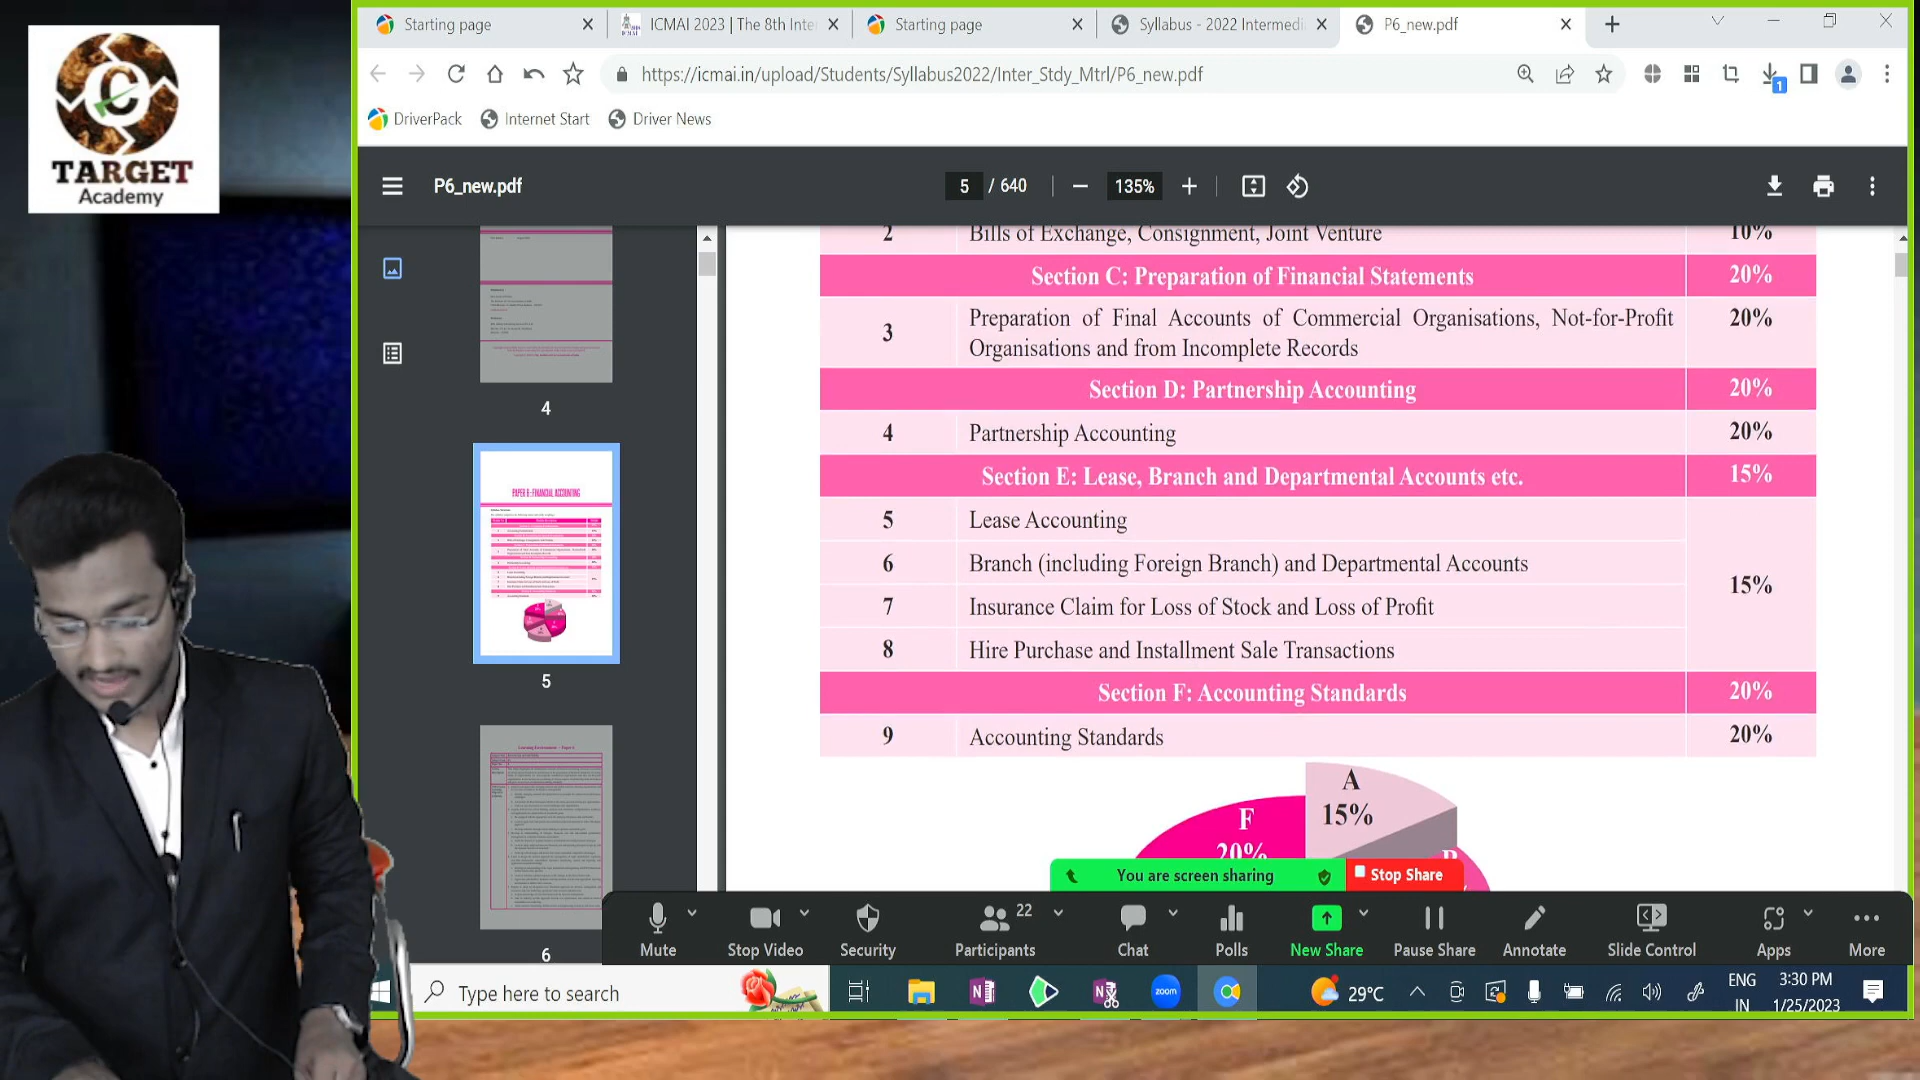 TARGET
Academy
Starting page
ICMAI 2023 | The 8th Inte
Starting page
Syllabus - 2022 Intermedi
P6_new.pdf
https://icmai.in/upload/Students/Syllabus2022/Inter_Stdy_Mtrl/P6_new.pdf
1
DriverPack
Internet Start
Driver News
P6_new.pdf
5 / 640
135%
4
PAPER 6 : FINANCIAL ACCOUNTING
5
6
2 Bills of Exchange, Consignment, Joint Venture 10%
Section C: Preparation of Financial Statements 20%
3 Preparation of Final Accounts of Commercial Organisations, Not-for-Profit 20%
Organisations and from Incomplete Records
Section D: Partnership Accounting 20%
4 Partnership Accounting 20%
Section E: Lease, Branch and Departmental Accounts etc. 15%
5 Lease Accounting
6 Branch (including Foreign Branch) and Departmental Accounts
15%
7 Insurance Claim for Loss of Stock and Loss of Profit
8 Hire Purchase and Installment Sale Transactions
Section F: Accounting Standards 20%
9 Accounting Standards 20%
A
15%
F
20%
B
You are screen sharing
Stop Share
Mute
Stop Video
Security
Participants 22
Chat
Polls
New Share
Pause Share
Annotate
Slide Control
Apps
More
Type here to search
zoom
29°C
ENG
IN
3:30 PM
1/25/2023